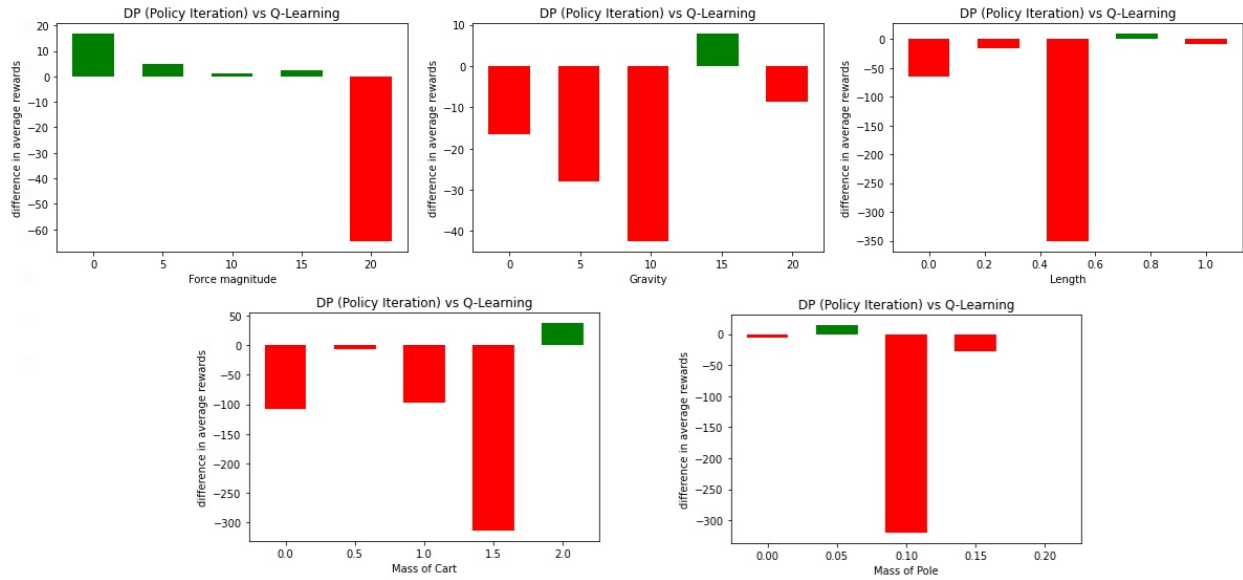 DP (Policy Iteration) vs Q-Learning
difference in average rewards
20
10
0
-10
-20
-30
-40
-50
-60
0 5 10 15 20
Force magnitude
DP (Policy Iteration) vs Q-Learning
difference in average rewards
10
0
-10
-20
-30
-40
0 5 10 15 20
Gravity
DP (Policy Iteration) vs Q-Learning
difference in average rewards
0
-50
-100
-150
-200
-250
-300
-350
0.0 0.2 0.4 0.6 0.8 1.0
Length
DP (Policy Iteration) vs Q-Learning
difference in average rewards
50
0
-50
-100
-150
-200
-250
-300
0.0 0.5 1.0 1.5 2.0
Mass of Cart
DP (Policy Iteration) vs Q-Learning
difference in average rewards
0
-50
-100
-150
-200
-250
-300
0.00 0.05 0.10 0.15 0.20
Mass of Pole